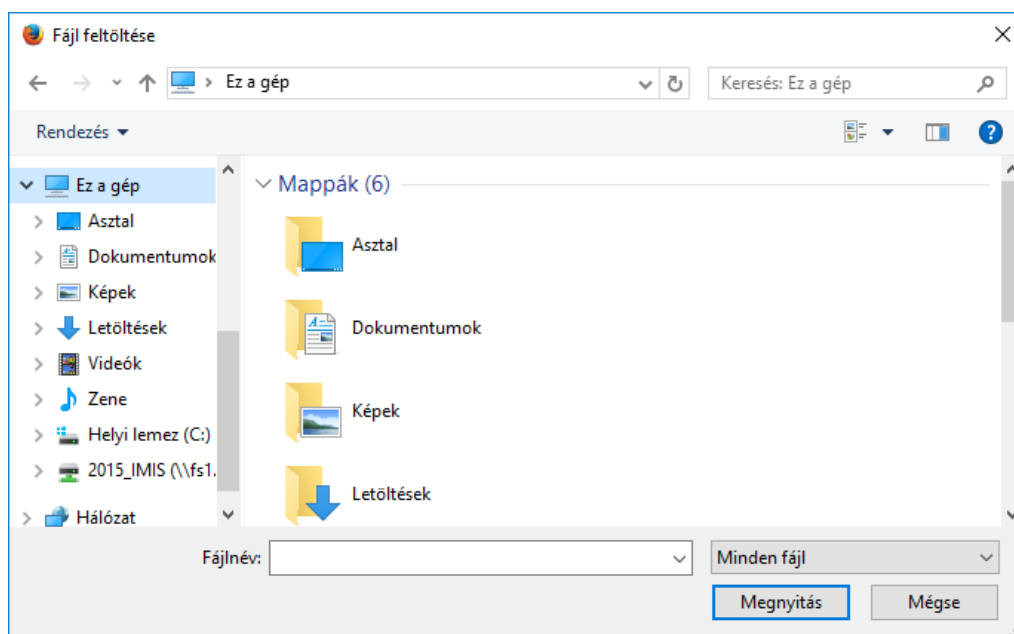 Fájl feltöltése
Ez a gép
Keresés: Ez a gép
Rendezés
Ez a gép
Asztal
Dokumentumok
Képek
Letöltések
Videók
Zene
Helyi lemez (C:)
2015_IMIS (\\fs1.
Hálózat
Mappák (6)
Asztal
Dokumentumok
Képek
Letöltések
Fájlnév:
Minden fájl
Megnyitás
Mégse